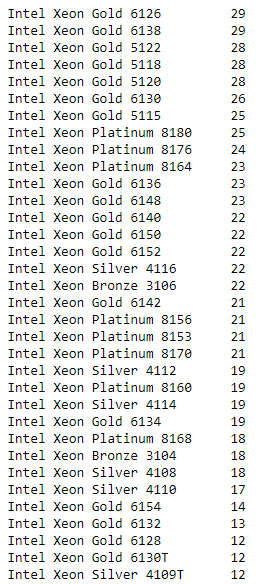 Intel Xeon Gold 6126 29
Intel Xeon Gold 6138 29
Intel Xeon Gold 5122 28
Intel Xeon Gold 5118 28
Intel Xeon Gold 5120 28
Intel Xeon Gold 6130 26
Intel Xeon Gold 5115 25
Intel Xeon Platinum 8180 25
Intel Xeon Platinum 8176 24
Intel Xeon Platinum 8164 23
Intel Xeon Gold 6136 23
Intel Xeon Gold 6148 23
Intel Xeon Gold 6140 22
Intel Xeon Gold 6150 22
Intel Xeon Gold 6152 22
Intel Xeon Silver 4116 22
Intel Xeon Bronze 3106 22
Intel Xeon Gold 6142 21
Intel Xeon Platinum 8156 21
Intel Xeon Platinum 8153 21
Intel Xeon Platinum 8170 21
Intel Xeon Silver 4112 19
Intel Xeon Platinum 8160 19
Intel Xeon Silver 4114 19
Intel Xeon Gold 6134 19
Intel Xeon Platinum 8168 18
Intel Xeon Bronze 3104 18
Intel Xeon Silver 4108 18
Intel Xeon Silver 4110 17
Intel Xeon Gold 6154 14
Intel Xeon Gold 6132 13
Intel Xeon Gold 6128 12
Intel Xeon Gold 6130T 12
Intel Xeon Silver 4109T 12